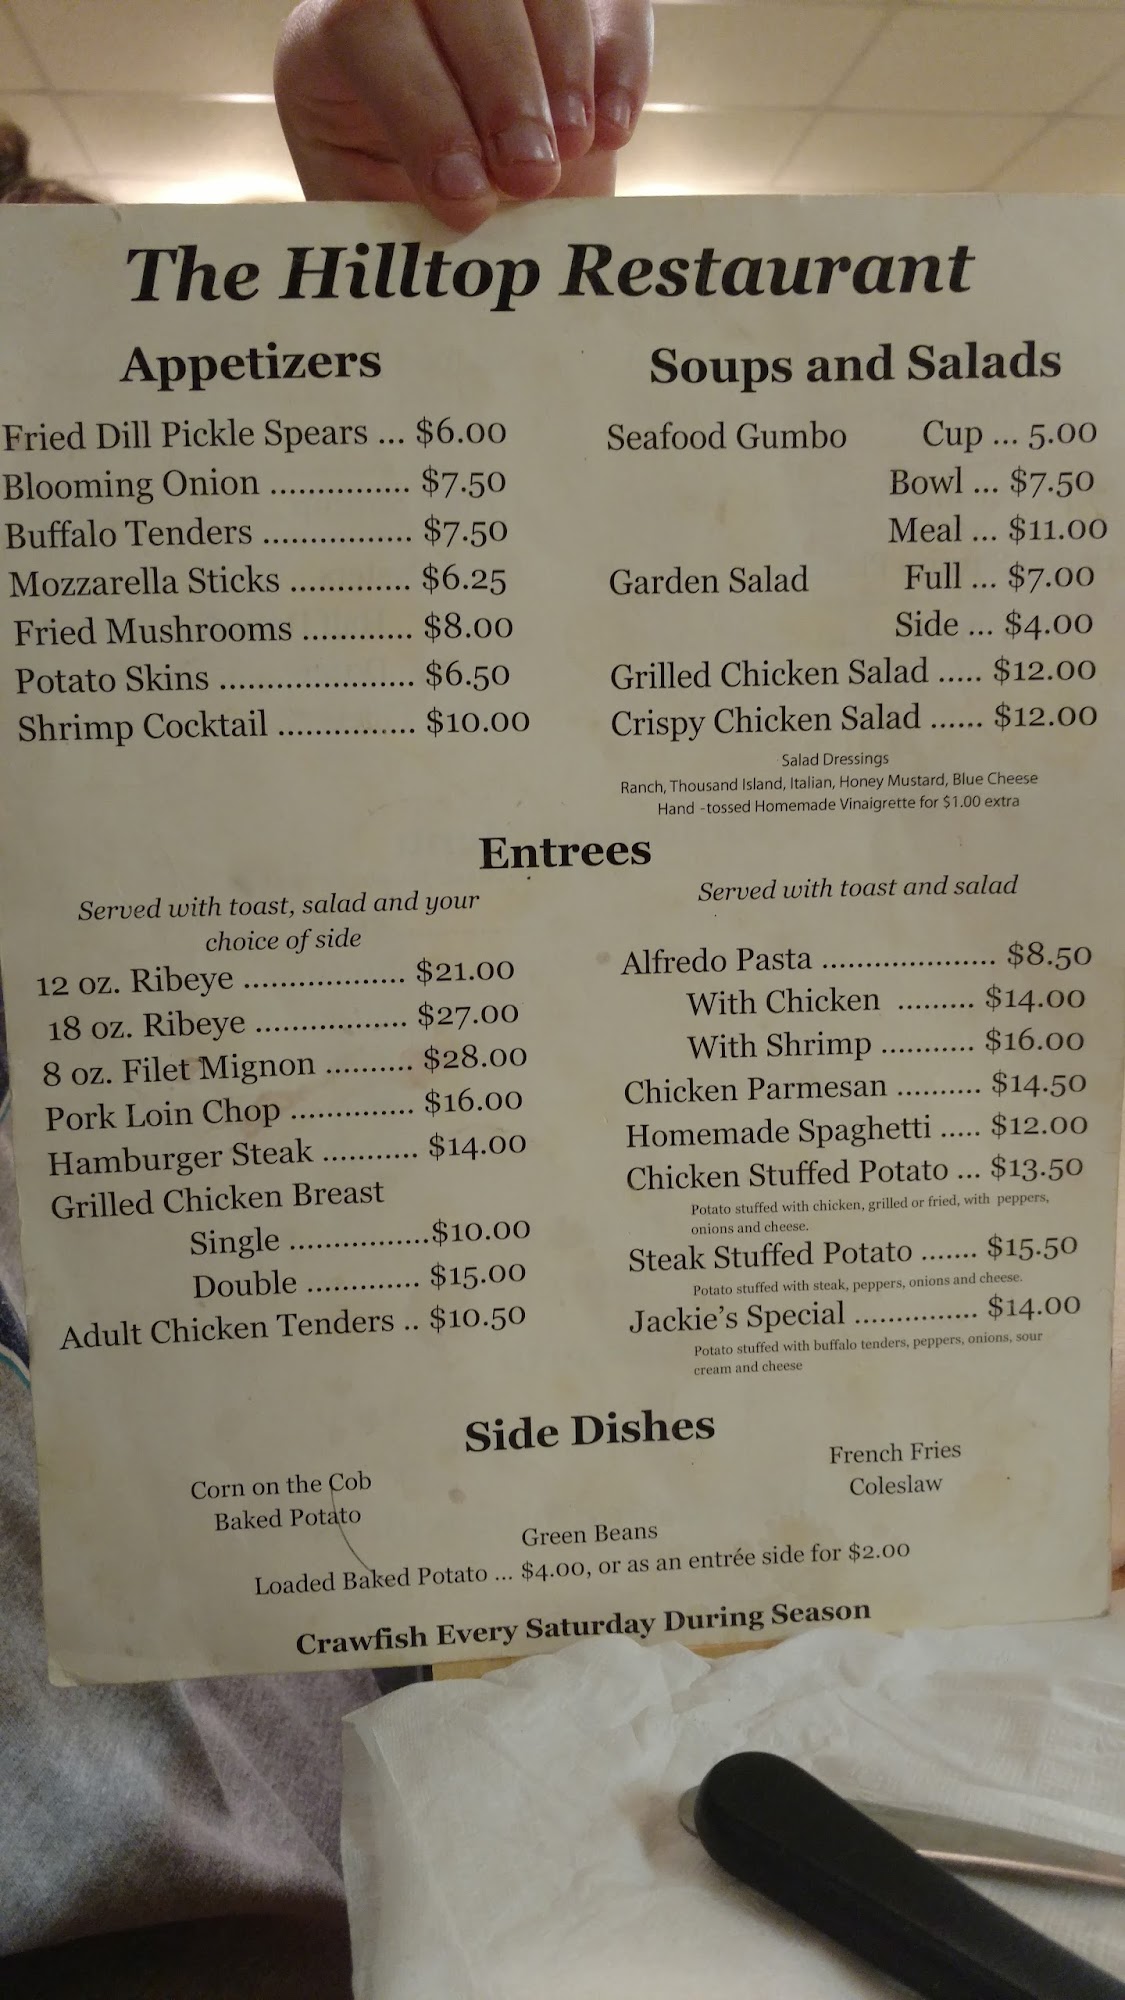 The Hilltop Restaurant
Appetizers
Fried Dill Pickle Spears ... $6.00
Blooming Onion ............... $7.50
Buffalo Tenders ................ $7.50
Mozzarella Sticks ............. $6.25
Fried Mushrooms ............ $8.00
Potato Skins ..................... $6.50
Shrimp Cocktail ............... $10.00
Soups and Salads
Seafood Gumbo Cup ... 5.00
Bowl ... $7.50
Meal ... $11.00
Garden Salad Full ... $7.00
Side ... $4.00
Grilled Chicken Salad ..... $12.00
Crispy Chicken Salad ...... $12.00
Salad Dressings
Ranch, Thousand Island, Italian, Honey Mustard, Blue Cheese
Hand -tossed Homemade Vinaigrette for $1.00 extra
Entrees
Served with toast, salad and your
choice of side
12 oz. Ribeye .................. $21.00
18 oz. Ribeye ................. $27.00
8 oz. Filet Mignon .......... $28.00
Pork Loin Chop .............. $16.00
Hamburger Steak ........... $14.00
Grilled Chicken Breast
Single ................$10.00
Double ............. $15.00
Adult Chicken Tenders .. $10.50
Served with toast and salad
Alfredo Pasta .................... $8.50
With Chicken ......... $14.00
With Shrimp ........... $16.00
Chicken Parmesan .......... $14.50
Homemade Spaghetti ..... $12.00
Chicken Stuffed Potato ... $13.50
Potato stuffed with chicken, grilled or fried, with peppers,
onions and cheese.
Steak Stuffed Potato ....... $15.50
Potato stuffed with steak, peppers, onions and cheese.
Jackie's Special ............... $14.00
Potato stuffed with buffalo tenders, peppers, onions, sour
cream and cheese
Side Dishes
Corn on the Cob
Baked Potato
French Fries
Coleslaw
Green Beans
Loaded Baked Potato ... $4.00, or as an entrée side for $2.00
Crawfish Every Saturday During Season